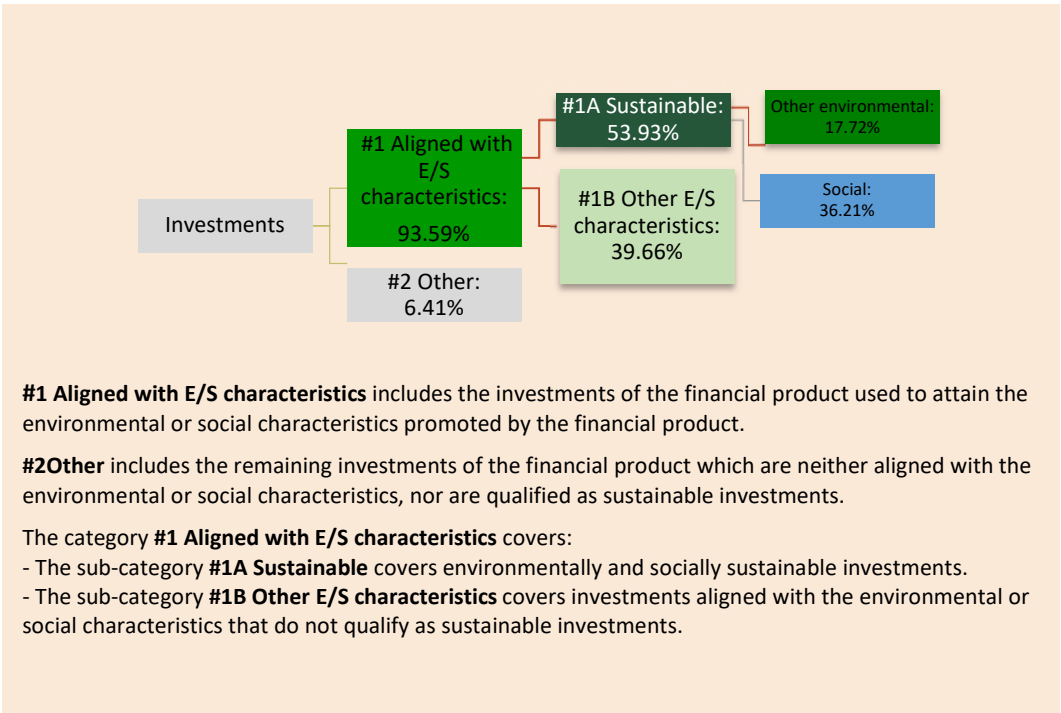 Investments
#1 Aligned with
E/S
characteristics:
93.59%
#2 Other:
6.41%
#1A Sustainable:
53.93%
#1B Other E/S
characteristics:
39.66%
Other environmental:
17.72%
Social:
36.21%
#1 Aligned with E/S characteristics includes the investments of the financial product used to attain the
environmental or social characteristics promoted by the financial product.
#2Other includes the remaining investments of the financial product which are neither aligned with the
environmental or social characteristics, nor are qualified as sustainable investments.
The category #1 Aligned with E/S characteristics covers:
- The sub-category #1A Sustainable covers environmentally and socially sustainable investments.
- The sub-category #1B Other E/S characteristics covers investments aligned with the environmental or
social characteristics that do not qualify as sustainable investments.